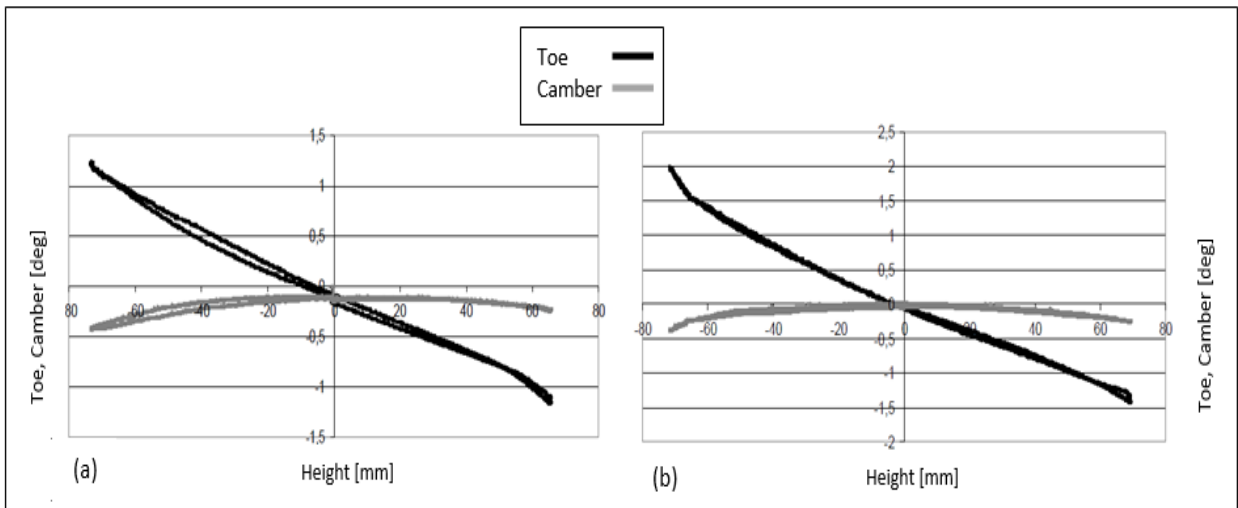 Toe
Camber
1,5
1
0,5
0
-0,5
-1
-1,5
80 -60 -40 -20 0 20 40 60 80
Toe, Camber [deg]
(a)
Height [mm]
2,5
2
1,5
1
0,5
0
-0,5
-1
-1,5
-2
-80 -60 -40 -20 0 20 40 60 80
Toe, Camber [deg]
(b)
Height [mm]